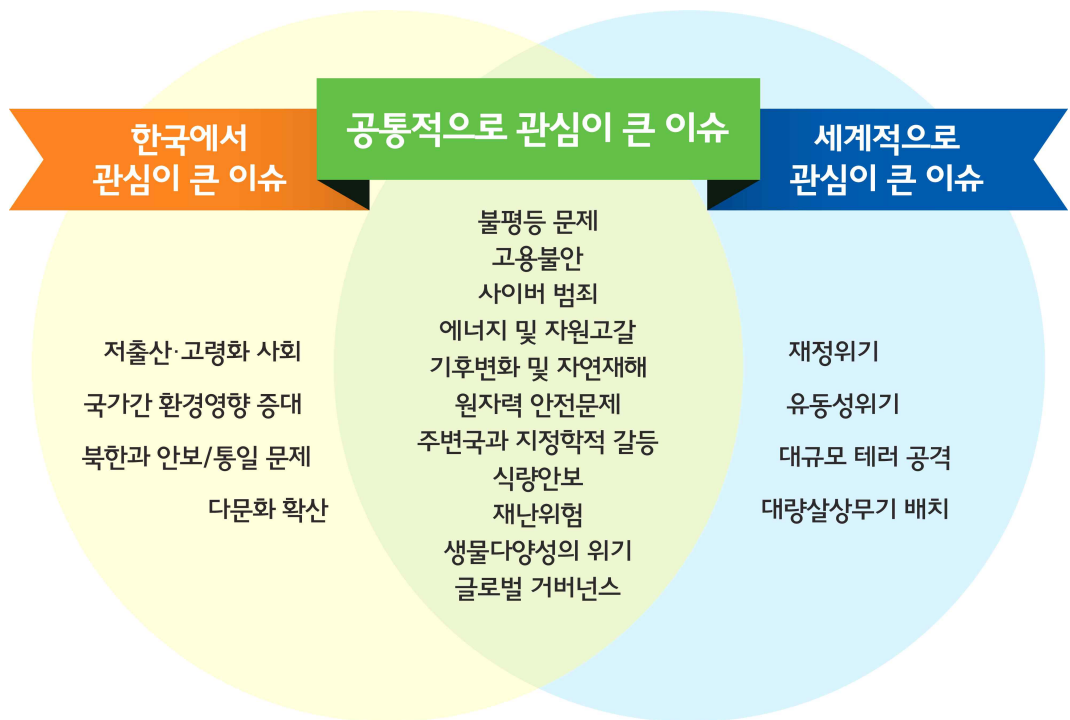 한국에서
관심이 큰 이슈
공통적으로 관심이 큰 이슈
세계적으로
관심이 큰 이슈
저출산·고령화 사회
국가간 환경영향 증대
북한과 안보/통일 문제
다문화 확산
불평등 문제
고용불안
사이버 범죄
에너지 및 자원고갈
기후변화 및 자연재해
원자력 안전문제
주변국과 지정학적 갈등
식량안보
재난위험
생물다양성의 위기
글로벌 거버넌스
재정위기
유동성위기
대규모 테러 공격
대량살상무기 배치